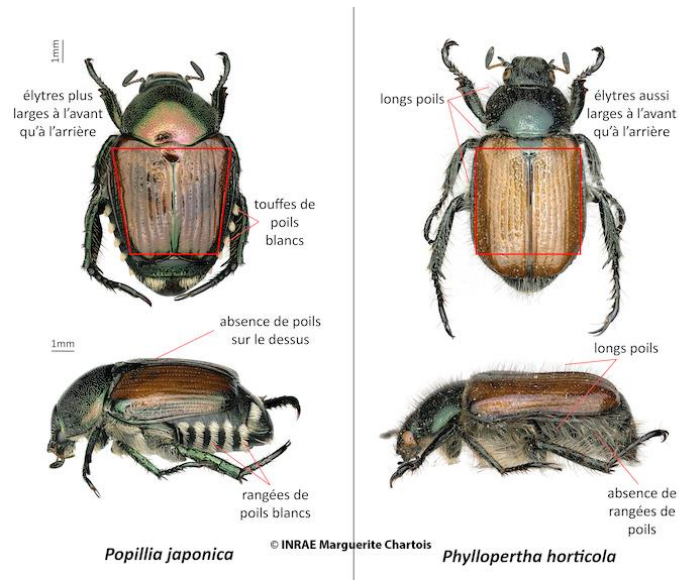 1mm
élytres plus
larges à l'avant
qu'à l'arrière
touffes de
poils
blancs
absence de poils
sur le dessus
1mm
rangées de
poils blancs
Popillia japonica
longs poils
élytres aussi
larges à l'avant
qu'à l'arrière
longs poils
absence de
rangées de
poils
Phyllopertha horticola
© INRAE Marguerite Chartois